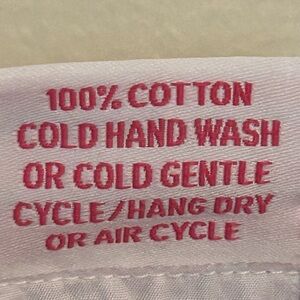 100% COTTON
COLD HAND WASH
OR COLD GENTLE
CYCLE/HANG DRY
OR AIR CYCLE